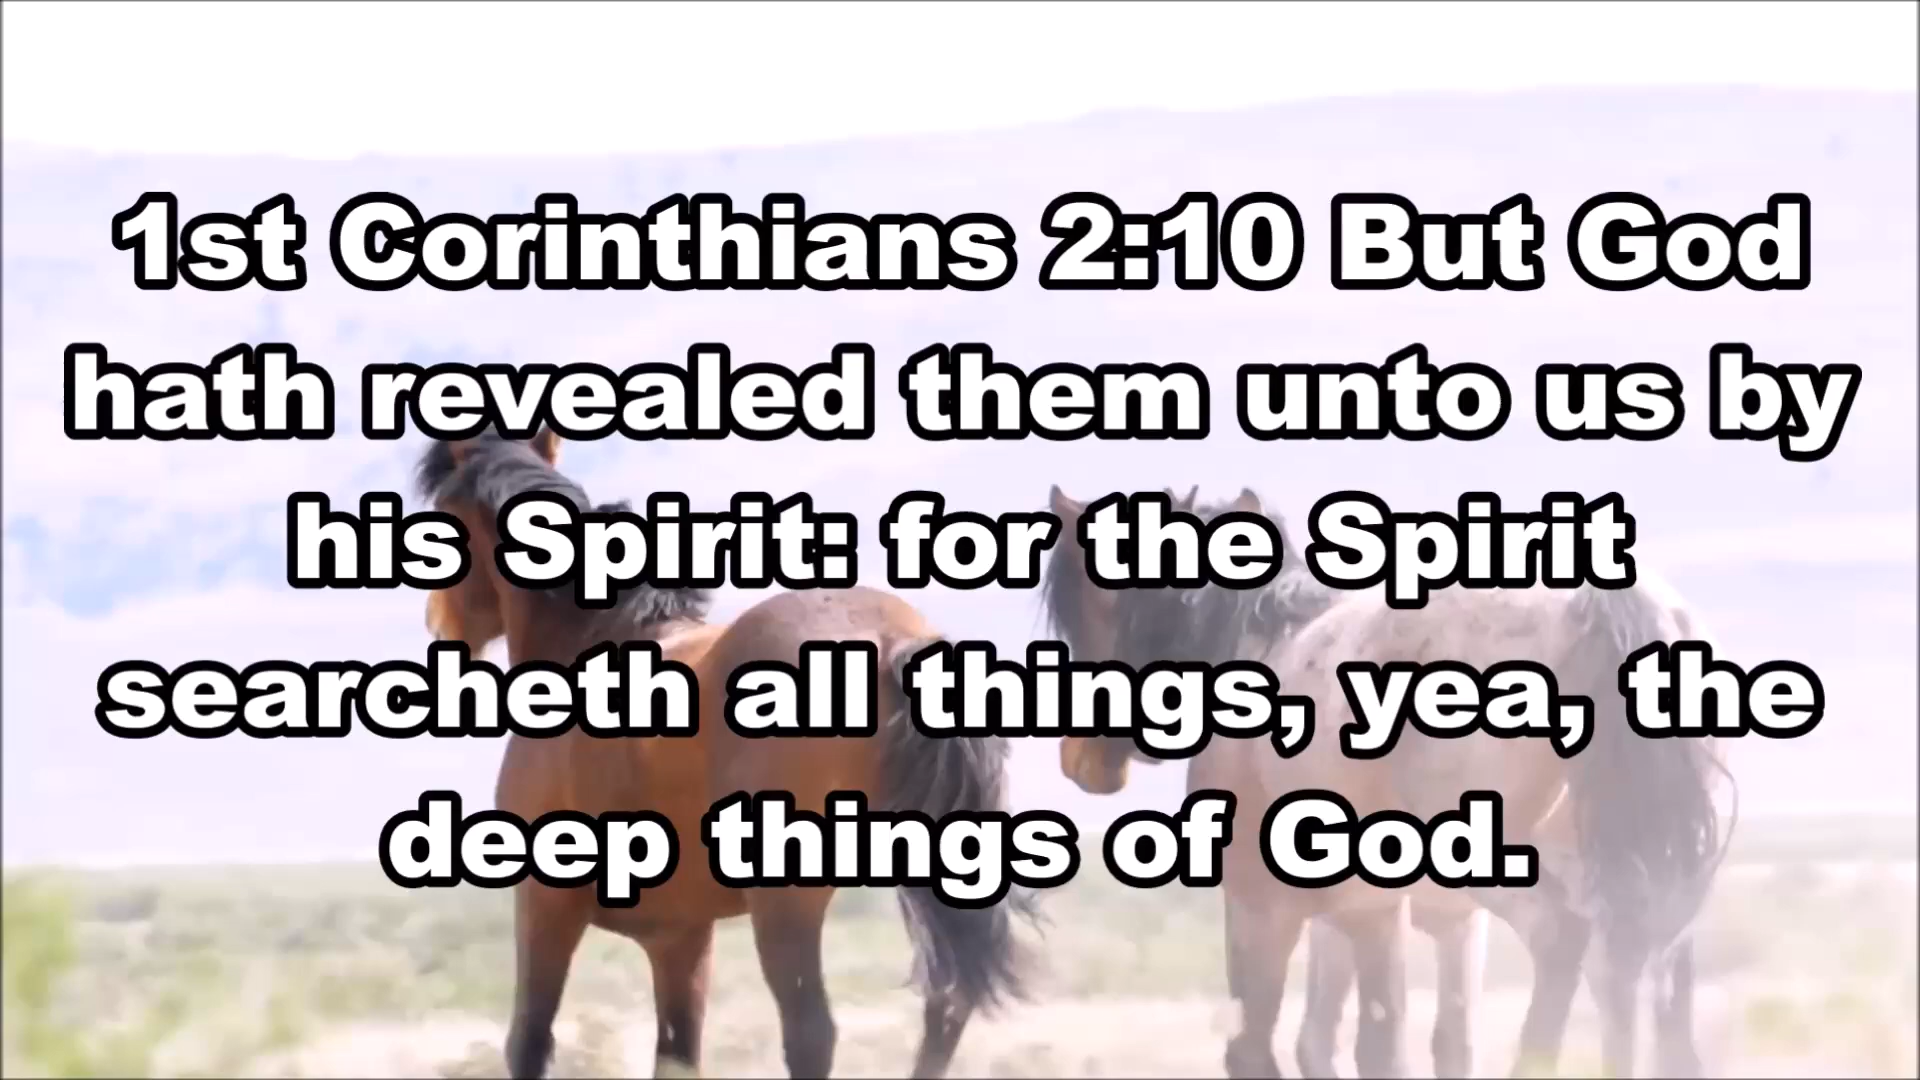 1st Corinthians 2:10 But God
hath revealed them unto us by
his Spirit: for the Spirit
searcheth all things, yea, the
deep things of God.